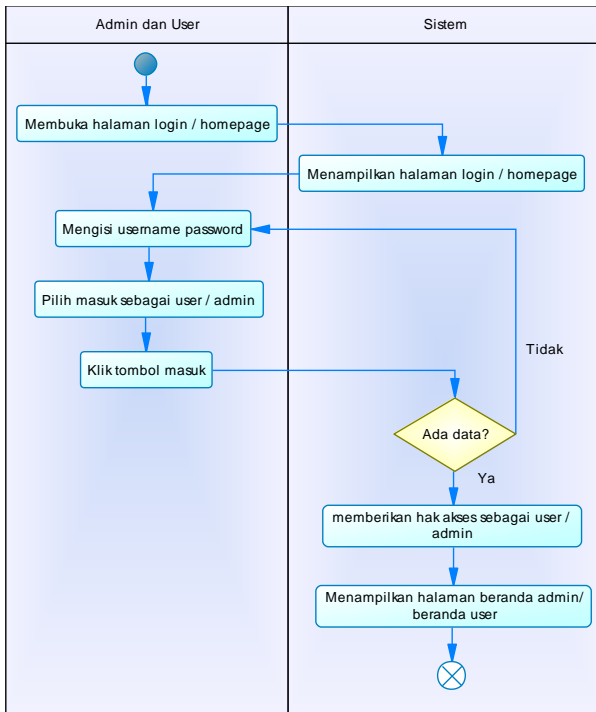 Admin dan User
Sistem
Membuka halaman login / homepage
Menampilkan halaman login / homepage
Mengisi username password
Pilih masuk sebagai user / admin
Klik tombol masuk
Tidak
Ada data?
Ya
memberikan hak akses sebagai user /
admin
Menampilkan halaman beranda admin/
beranda user